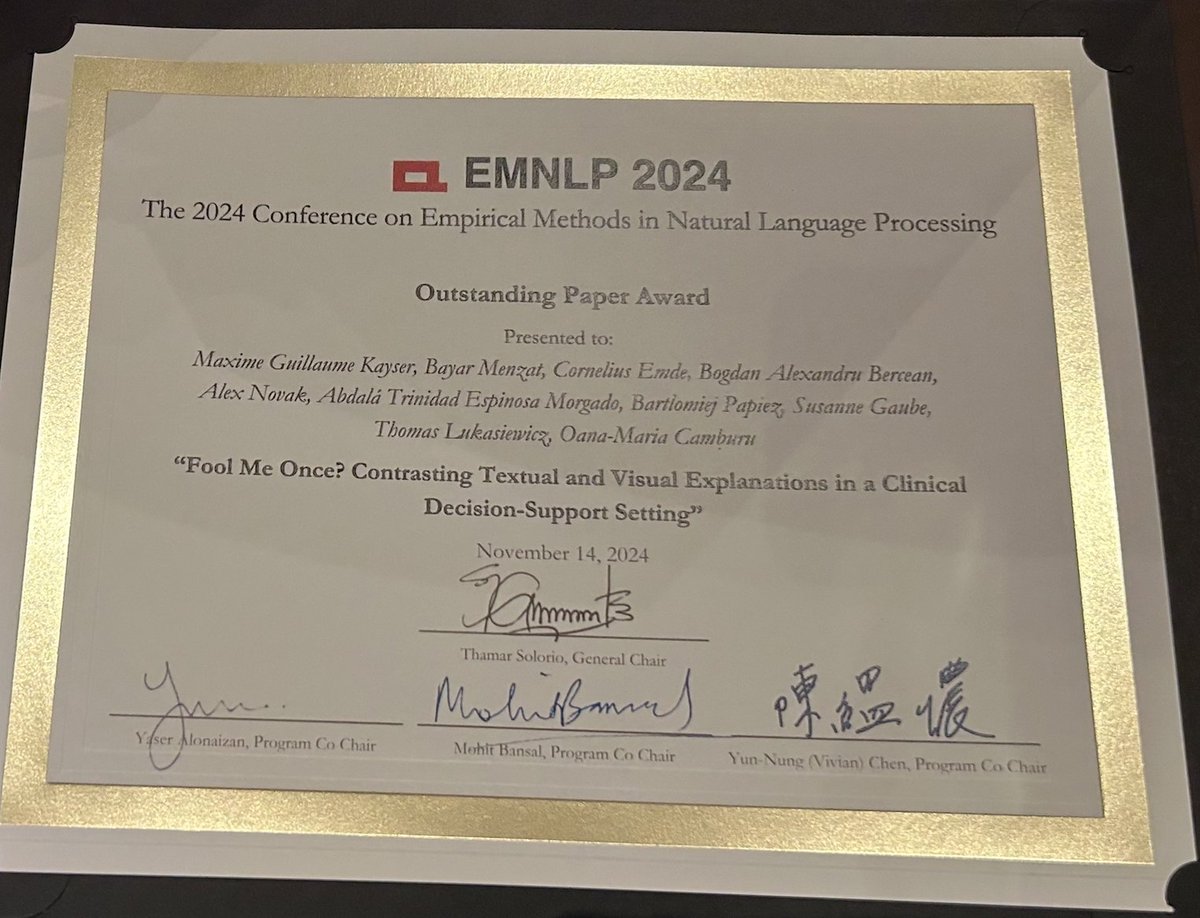 EMNLP 2024
The 2024 Conference on Empirical Methods in Natural Language Processing
Outstanding Paper Award
Presented to:
Maxime Guillaume Kayser, Bayar Menzat, Cornelius Emde, Bogdan Alexandru Bercean,
Alex Novak, Abdalá Trinidad Espinosa Morgado, Bartlomiej Papiez, Susanne Gaube,
Thomas Lukasiewicz, Oana-Maria Camburu
“Fool Me Once? Contrasting Textual and Visual Explanations in a Clinical
Decision-Support Setting”
November 14, 2024
Thamar Solorio, General Chair
Mohit Bansal 陳縕儂
Yaser Alonaizan, Program Co Chair Mohit Bansal, Program Co Chair Yun-Nung (Vivian) Chen, Program Co Chair